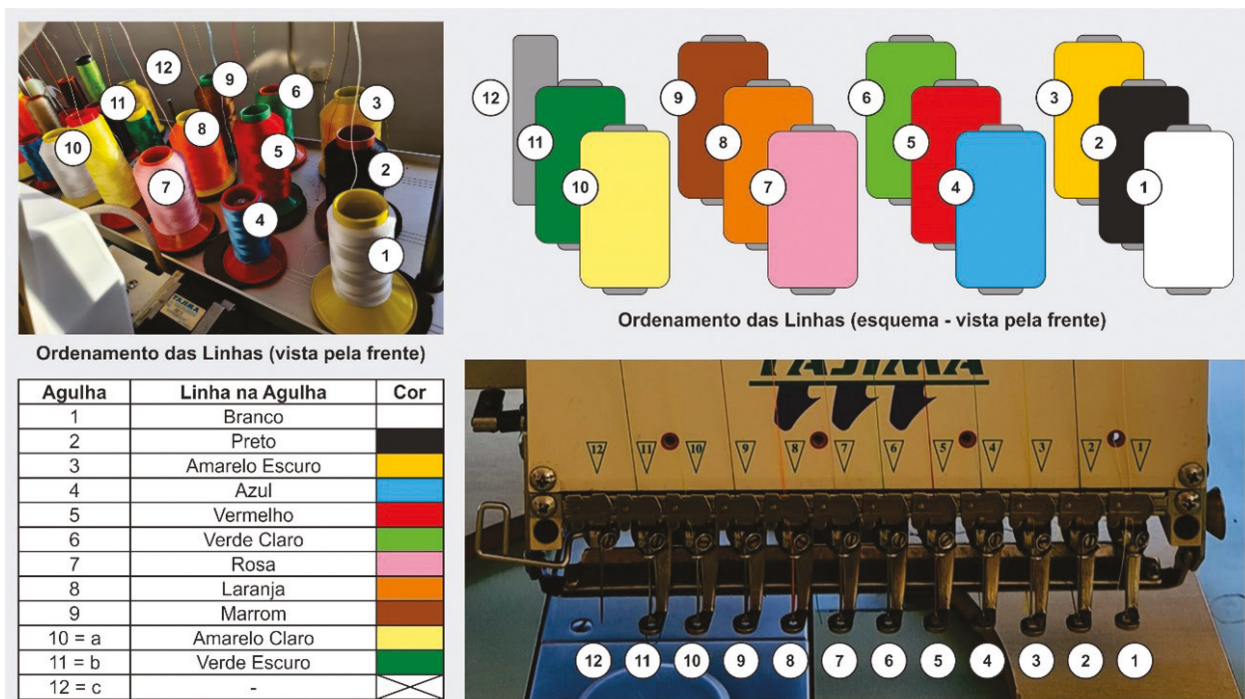 12
9
6
3
11
8
5
2
10
7
4
1
TAJIMA
Ordenamento das Linhas (vista pela frente)
12
9
6
3
11
8
5
2
10
7
4
1
Ordenamento das Linhas (esquema - vista pela frente)
Agulha Linha na Agulha Cor
1 Branco
2 Preto
3 Amarelo Escuro
4 Azul
5 Vermelho
6 Verde Claro
7 Rosa
8 Laranja
9 Marrom
10 = a Amarelo Claro
11 = b Verde Escuro
12 = c -
TAJIMA
12 11 10 9 8 7 6 5 4 3 2 1
12 11 10 9 8 7 6 5 4 3 2 1